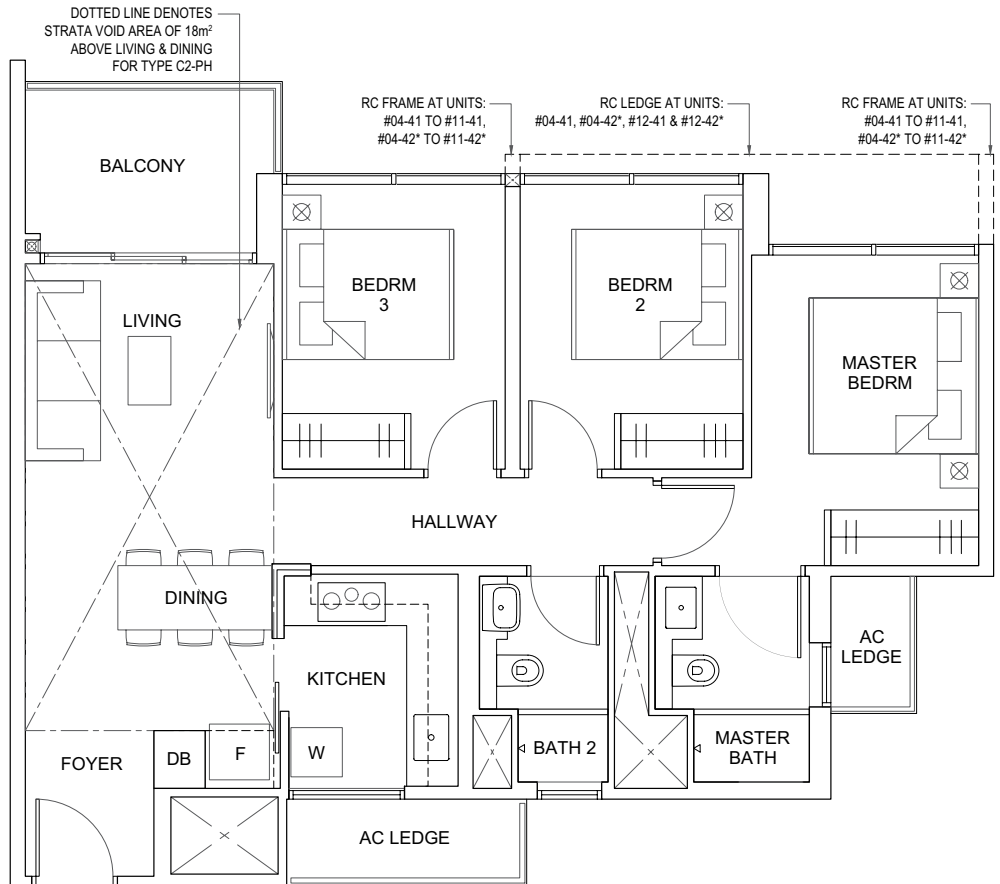 DOTTED LINE DENOTES
STRATA VOID AREA OF 18m²
ABOVE LIVING & DINING
FOR TYPE C2-PH
RC FRAME AT UNITS:
#04-41 TO #11-41,
#04-42* TO #11-42*
RC LEDGE AT UNITS:
#04-41, #04-42*, #12-41 & #12-42*
RC FRAME AT UNITS:
#04-41 TO #11-41,
#04-42* TO #11-42*
BALCONY
LIVING
BEDRM
3
BEDRM
2
MASTER
BEDRM
HALLWAY
DINING
KITCHEN
AC
LEDGE
FOYER
DB
F
W
BATH 2
MASTER
BATH
AC LEDGE